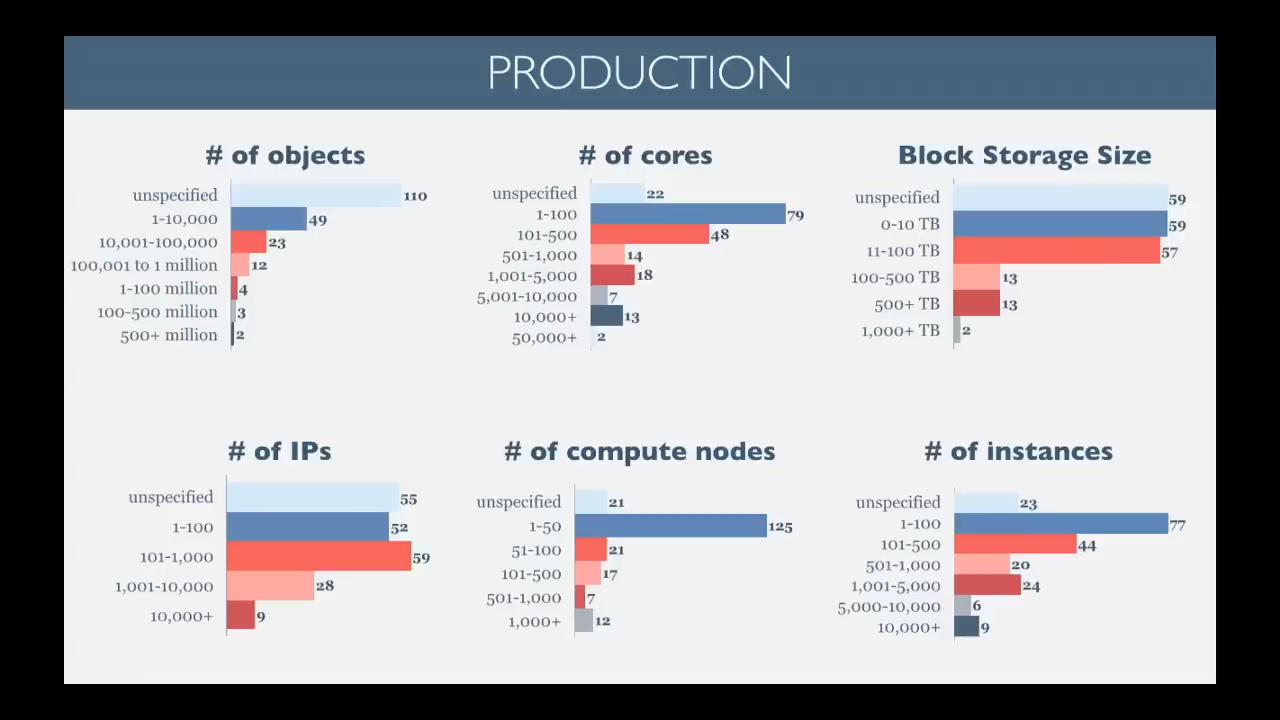 PRODUCTION
# of objects
unspecified 110
1-10,000 49
10,001-100,000 23
100,001 to 1 million 12
1-100 million 4
100-500 million 3
500+ million 2
# of cores
unspecified 22
1-100 79
101-500 48
501-1,000 14
1,001-5,000 18
5,001-10,000 7
10,000+ 13
50,000+ 2
Block Storage Size
unspecified 59
0-10 TB 59
11-100 TB 57
100-500 TB 13
500+ TB 13
1,000+ TB 2
# of IPs
unspecified 55
1-100 52
101-1,000 59
1,001-10,000 28
10,000+ 9
# of compute nodes
unspecified 21
1-50 125
51-100 21
101-500 17
501-1,000 7
1,000+ 12
# of instances
unspecified 23
1-100 77
101-500 44
501-1,000 20
1,001-5,000 24
5,000-10,000 6
10,000+ 9